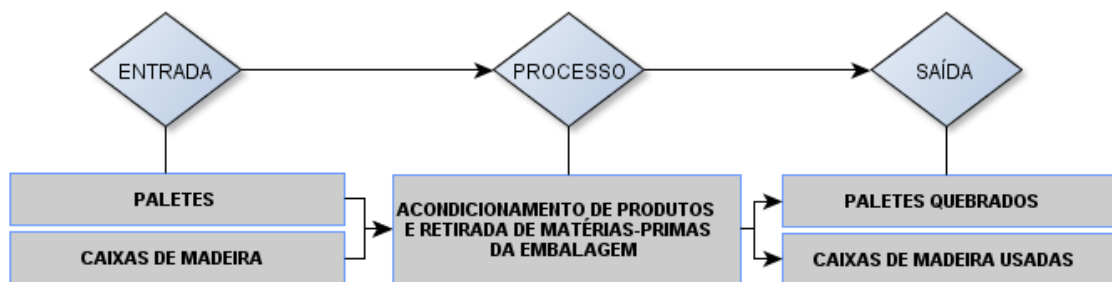 ENTRADA
PROCESSO
SAÍDA
PALETES
CAIXAS DE MADEIRA
ACONDICIONAMENTO DE PRODUTOS
E RETIRADA DE MATÉRIAS-PRIMAS
DA EMBALAGEM
PALETES QUEBRADOS
CAIXAS DE MADEIRA USADAS